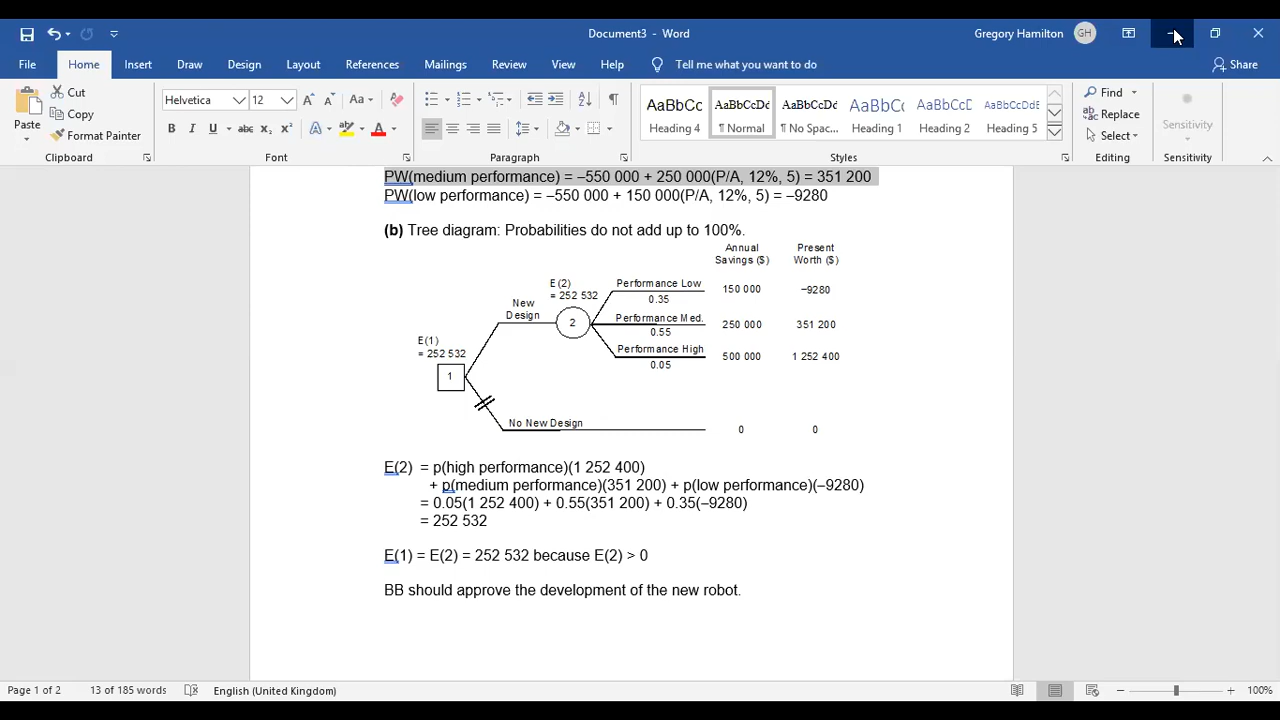 Document3 - Word
Gregory Hamilton GH
File Home Insert Draw Design Layout References Mailings Review View Help Tell me what you want to do Share
Paste
Cut
Copy
Format Painter
Clipboard
Helvetica 12
Font
Paragraph
AaBbCc AaBbCcDd AaBbCcDd AaBbCcD AaBbCcD AaBbCcDd
Heading 4 ¶ Normal ¶ No Spac... Heading 1 Heading 2 Heading 5
Styles
Find
Replace
Select
Editing
Sensitivity
Sensitivity
PW(medium performance) = –550 000 + 250 000(P/A, 12%, 5) = 351 200
PW(low performance) = –550 000 + 150 000(P/A, 12%, 5) = –9280
(b) Tree diagram: Probabilities do not add up to 100%.
Annual Present
Savings ($) Worth ($)
E(2)
= 252 532
Performance Low 150 000 –9280
0.35
New
Design
2
Performance Med. 250 000 351 200
0.55
E(1)
= 252 532
Performance High 500 000 1 252 400
0.05
1
No New Design 0 0
E(2) = p(high performance)(1 252 400)
+ p(medium performance)(351 200) + p(low performance)(–9280)
= 0.05(1 252 400) + 0.55(351 200) + 0.35(–9280)
= 252 532
E(1) = E(2) = 252 532 because E(2) > 0
BB should approve the development of the new robot.
Page 1 of 2 13 of 185 words English (United Kingdom) 100%